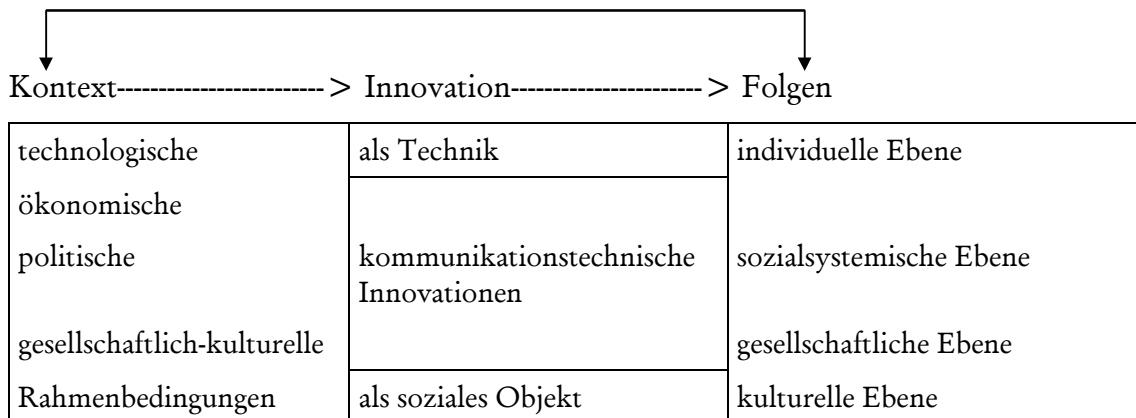 Kontext------------------------- > Innovation----------------------- > Folgen
technologische als Technik individuelle Ebene
ökonomische
politische kommunikationstechnische sozialsystemische Ebene
Innovationen
gesellschaftlich-kulturelle gesellschaftliche Ebene
Rahmenbedingungen als soziales Objekt kulturelle Ebene